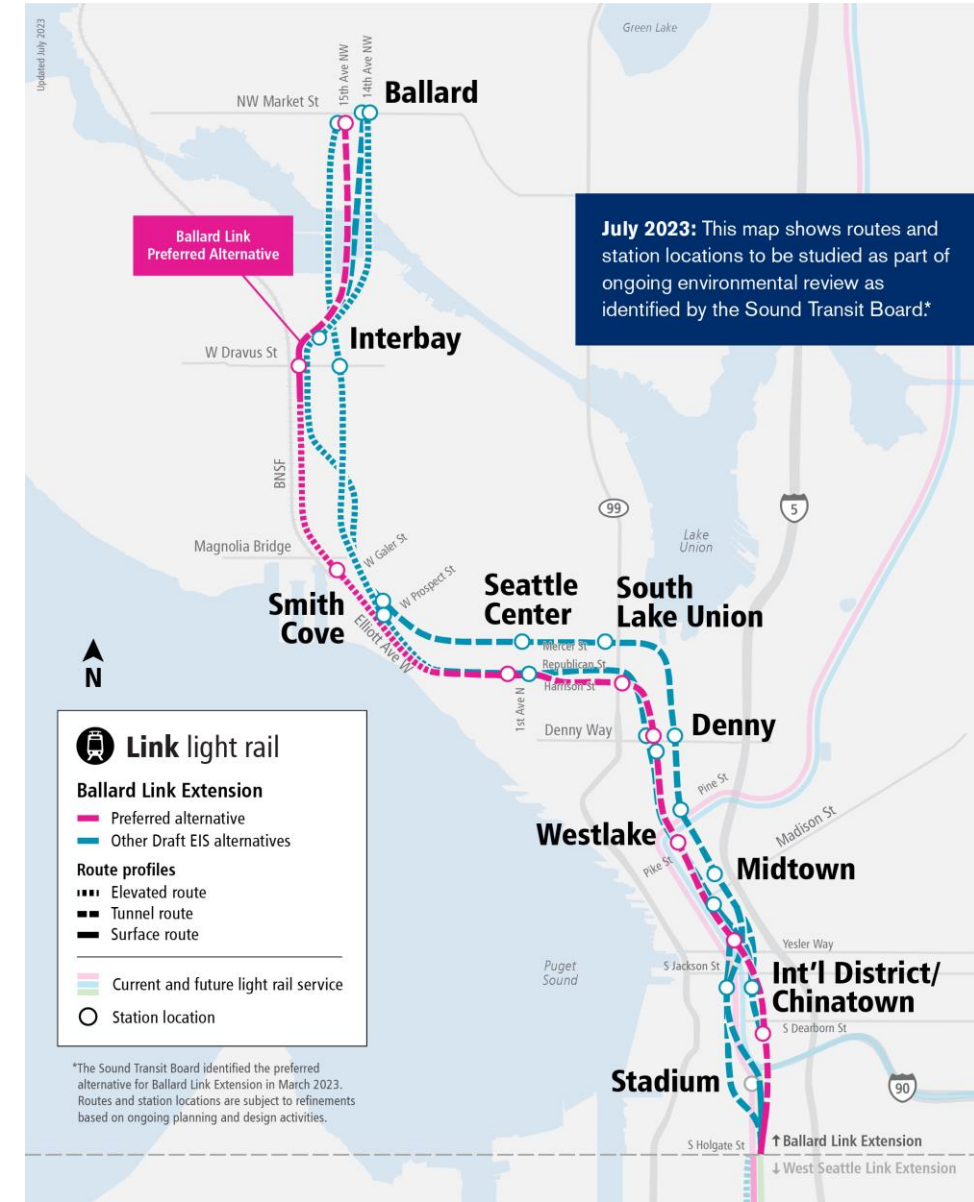 Updated July 2023
Green Lake
15th Ave NW
14th Ave NW
Ballard
NW Market St
Ballard Link
Preferred Alternative
July 2023: This map shows routes and
station locations to be studied as part of
ongoing environmental review as
identified by the Sound Transit Board.*
Interbay
W Dravus St
BNSF
99
5
Lake
Union
Magnolia Bridge
W Galer St
W Prospect St
Smith
Cove
Elliott Ave W
Seattle
Center
South
Lake Union
Mercer St
Republican St
Harrison St
1st Ave N
N
Denny Way
Denny
Pine St
Madison St
Westlake
Pike St
Midtown
Yesler Way
Puget
Sound
S Jackson St
Int'l District/
Chinatown
S Dearborn St
Stadium
90
S Holgate St
↑ Ballard Link Extension
↓ West Seattle Link Extension
Link light rail
Ballard Link Extension
Preferred alternative
Other Draft EIS alternatives
Route profiles
Elevated route
Tunnel route
Surface route
Current and future light rail service
Station location
*The Sound Transit Board identified the preferred
alternative for Ballard Link Extension in March 2023.
Routes and station locations are subject to refinements
based on ongoing planning and design activities.